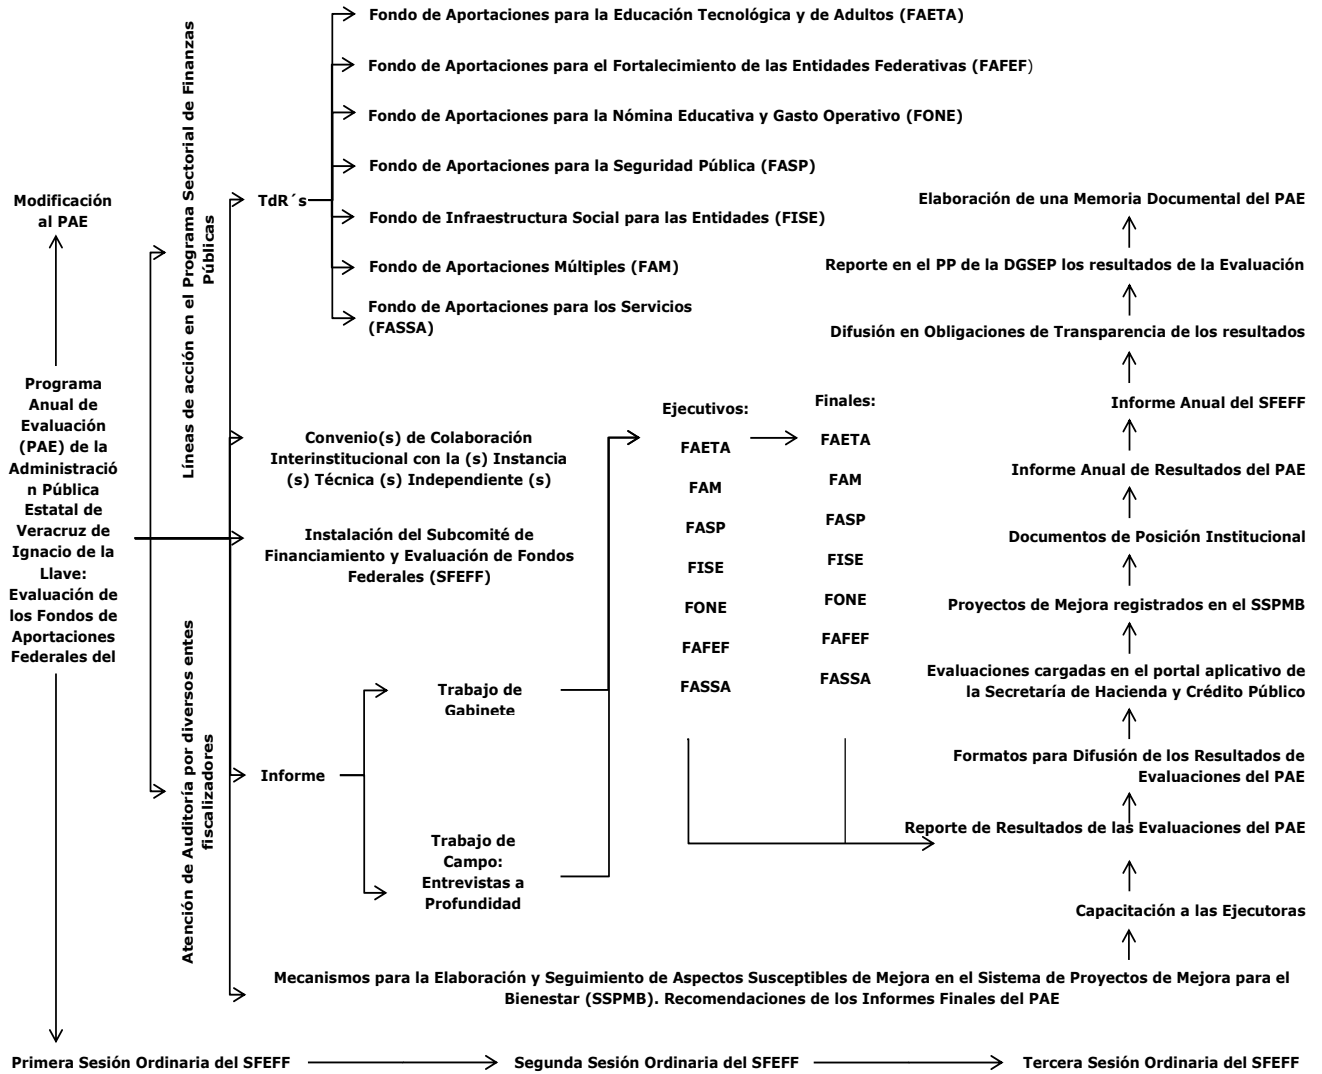 Modificación
al PAE
Programa
Anual de
Evaluación
(PAE) de la
Administració
n Pública
Estatal de
Veracruz de
Ignacio de la
Llave:
Evaluación de
los Fondos de
Aportaciones
Federales del
Líneas de acción en el Programa Sectorial de Finanzas
Públicas
Atención de Auditoría por diversos entes
fiscalizadores
TdR´s
Fondo de Aportaciones para la Educación Tecnológica y de Adultos (FAETA)
Fondo de Aportaciones para el Fortalecimiento de las Entidades Federativas (FAFEF)
Fondo de Aportaciones para la Nómina Educativa y Gasto Operativo (FONE)
Fondo de Aportaciones para la Seguridad Pública (FASP)
Fondo de Infraestructura Social para las Entidades (FISE)
Fondo de Aportaciones Múltiples (FAM)
Fondo de Aportaciones para los Servicios
(FASSA)
Convenio(s) de Colaboración
Interinstitucional con la (s) Instancia
(s) Técnica (s) Independiente (s)
Instalación del Subcomité de
Financiamiento y Evaluación de Fondos
Federales (SFEFF)
Informe
Trabajo de
Gabinete
Trabajo de
Campo:
Entrevistas a
Profundidad
Ejecutivos:
FAETA
FAM
FASP
FISE
FONE
FAFEF
FASSA
Finales:
FAETA
FAM
FASP
FISE
FONE
FAFEF
FASSA
Elaboración de una Memoria Documental del PAE
Reporte en el PP de la DGSEP los resultados de la Evaluación
Difusión en Obligaciones de Transparencia de los resultados
Informe Anual del SFEFF
Informe Anual de Resultados del PAE
Documentos de Posición Institucional
Proyectos de Mejora registrados en el SSPMB
Evaluaciones cargadas en el portal aplicativo de
la Secretaría de Hacienda y Crédito Público
Formatos para Difusión de los Resultados de
Evaluaciones del PAE
Reporte de Resultados de las Evaluaciones del PAE
Capacitación a las Ejecutoras
Mecanismos para la Elaboración y Seguimiento de Aspectos Susceptibles de Mejora en el Sistema de Proyectos de Mejora para el
Bienestar (SSPMB). Recomendaciones de los Informes Finales del PAE
Primera Sesión Ordinaria del SFEFF
Segunda Sesión Ordinaria del SFEFF
Tercera Sesión Ordinaria del SFEFF